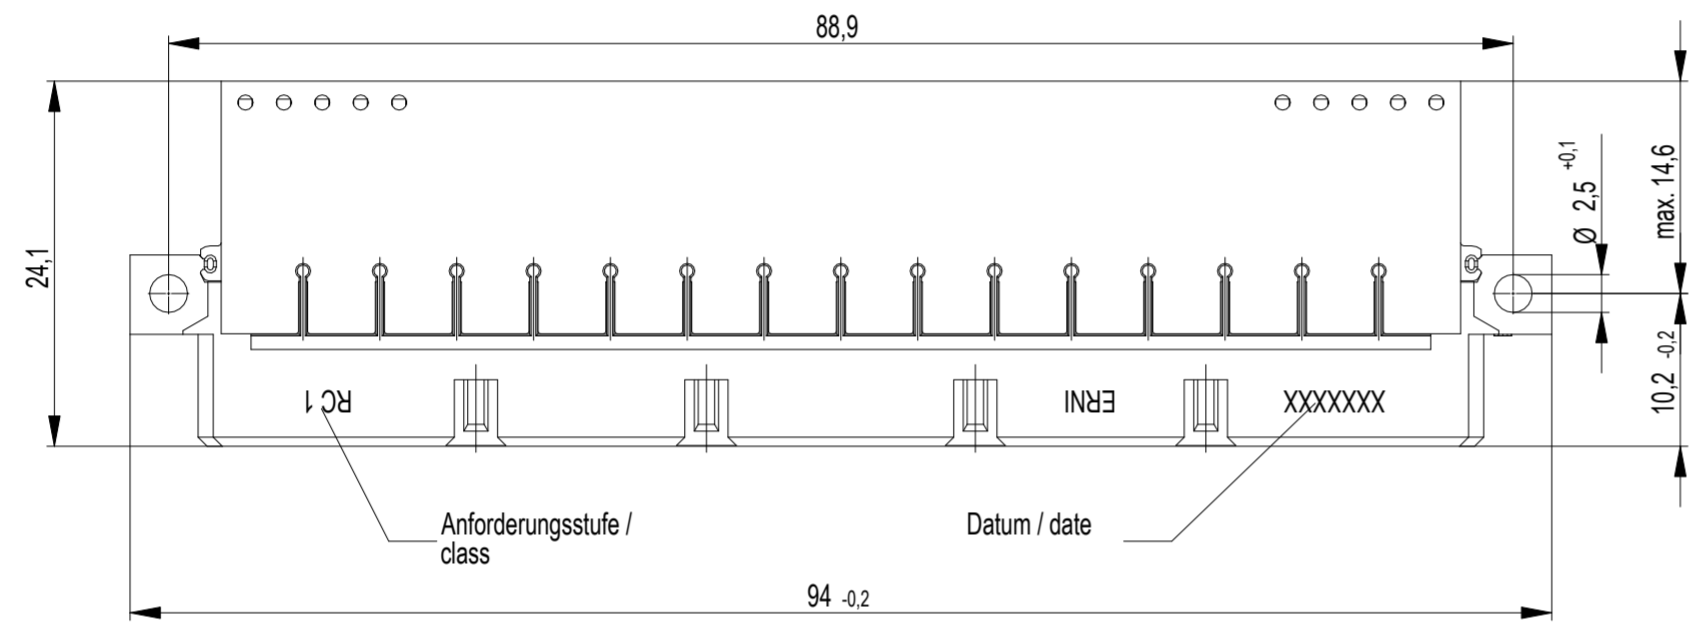 88,9
24,1
Ø 2,5 +0,1
max. 14,6
10,2 -0,2
RC 1
ERNI
XXXXXXX
Anforderungsstufe /
class
Datum / date
94 -0,2